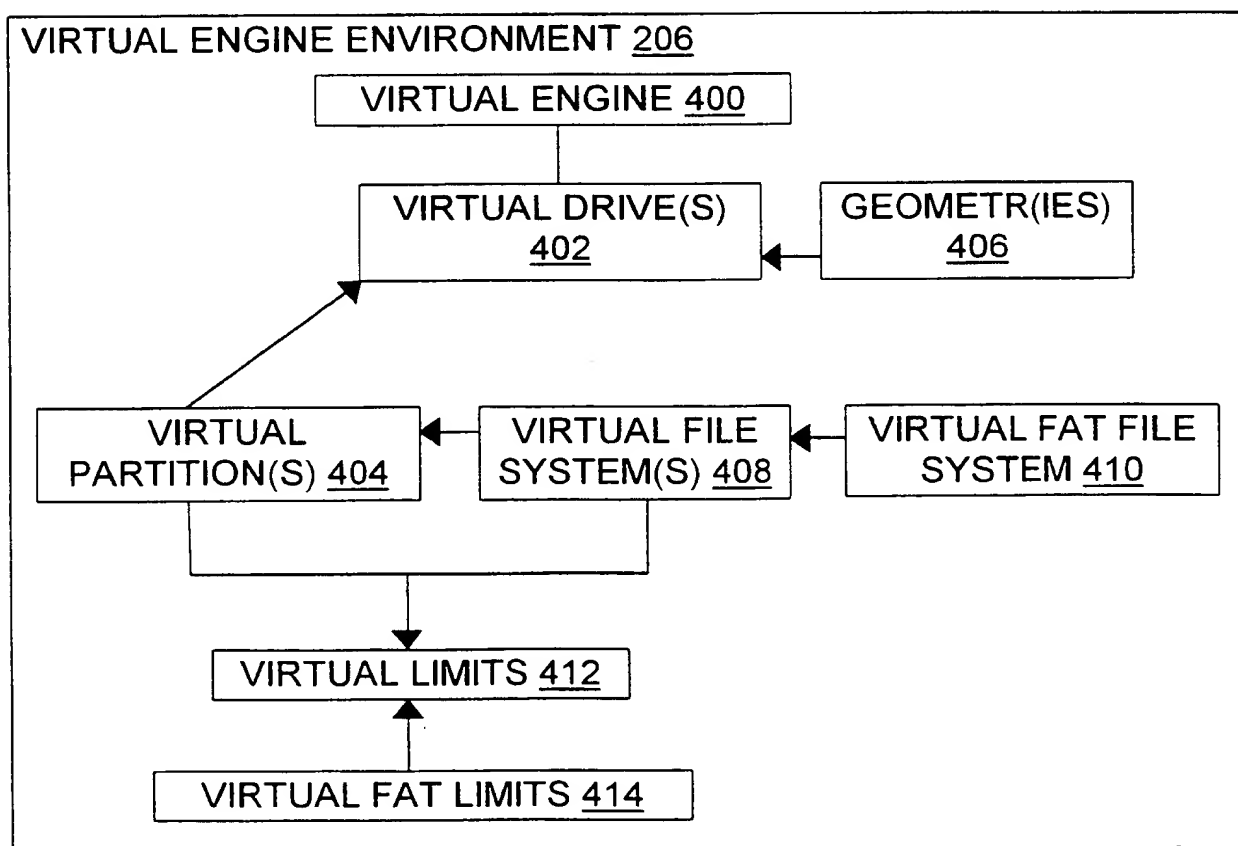 VIRTUAL ENGINE ENVIRONMENT 206
VIRTUAL ENGINE 400
VIRTUAL DRIVE(S)
402
GEOMETR(IES)
406
VIRTUAL
PARTITION(S) 404
VIRTUAL FILE
SYSTEM(S) 408
VIRTUAL FAT FILE
SYSTEM 410
VIRTUAL LIMITS 412
VIRTUAL FAT LIMITS 414